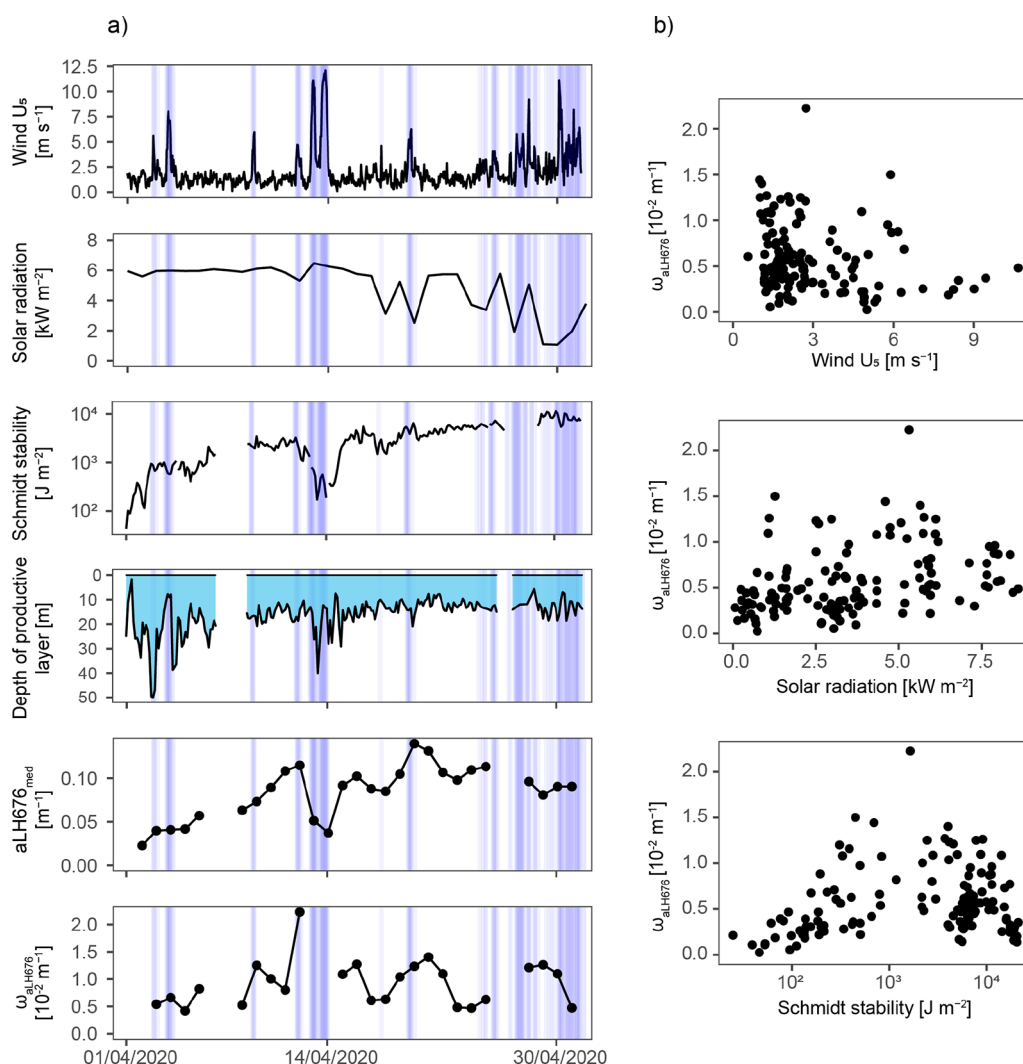 a)
12.5
10.0
7.5
5.0
2.5
0.0
Wind U₅
[m s⁻¹]
8
6
4
2
0
Solar radiation
[kW m⁻²]
10⁴
10³
10²
Schmidt stability
[J m⁻²]
0
10
20
30
40
50
Depth of productive
layer [m]
0.10
0.05
0.00
aLH676med
[m⁻¹]
2.0
1.5
1.0
0.5
0.0
ωaLH676
[10⁻² m⁻¹]
01/04/2020 14/04/2020 30/04/2020
b)
2.0
1.5
1.0
0.5
0.0
ωaLH676 [10⁻² m⁻¹]
0 3 6 9
Wind U₅ [m s⁻¹]
2.0
1.5
1.0
0.5
0.0
ωaLH676 [10⁻² m⁻¹]
0.0 2.5 5.0 7.5
Solar radiation [kW m⁻²]
2.0
1.5
1.0
0.5
0.0
ωaLH676 [10⁻² m⁻¹]
10² 10³ 10⁴
Schmidt stability [J m⁻²]